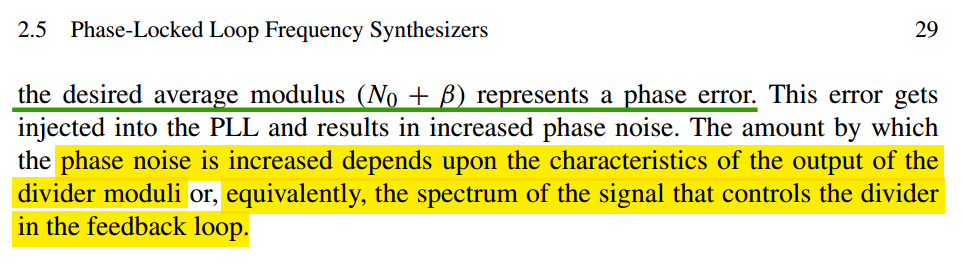 2.5 Phase-Locked Loop Frequency Synthesizers 29
the desired average modulus (N₀ + β) represents a phase error. This error gets
injected into the PLL and results in increased phase noise. The amount by which
the phase noise is increased depends upon the characteristics of the output of the
divider moduli or, equivalently, the spectrum of the signal that controls the divider
in the feedback loop.